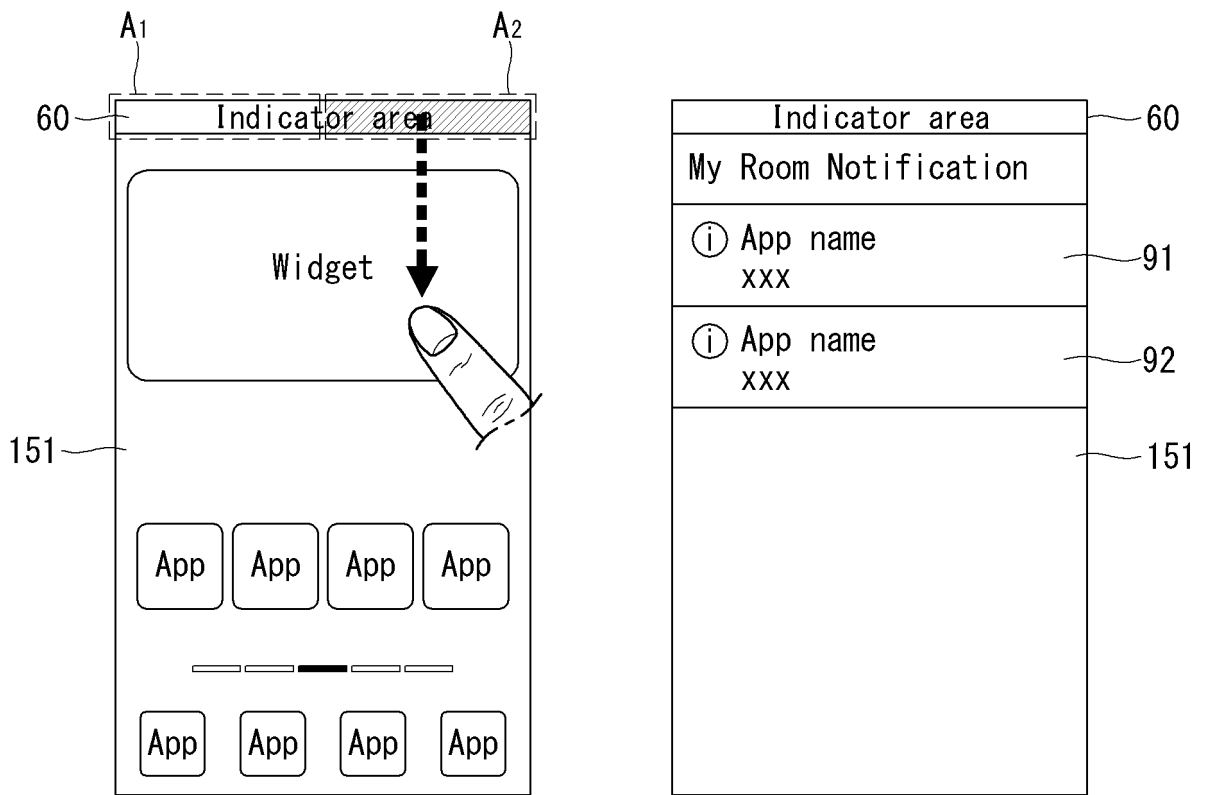 A1
A2
60
Indicator area
Widget
151
App
App
App
App
App
App
App
App
Indicator area
60
My Room Notification
i
App name
xxx
91
i
App name
xxx
92
151